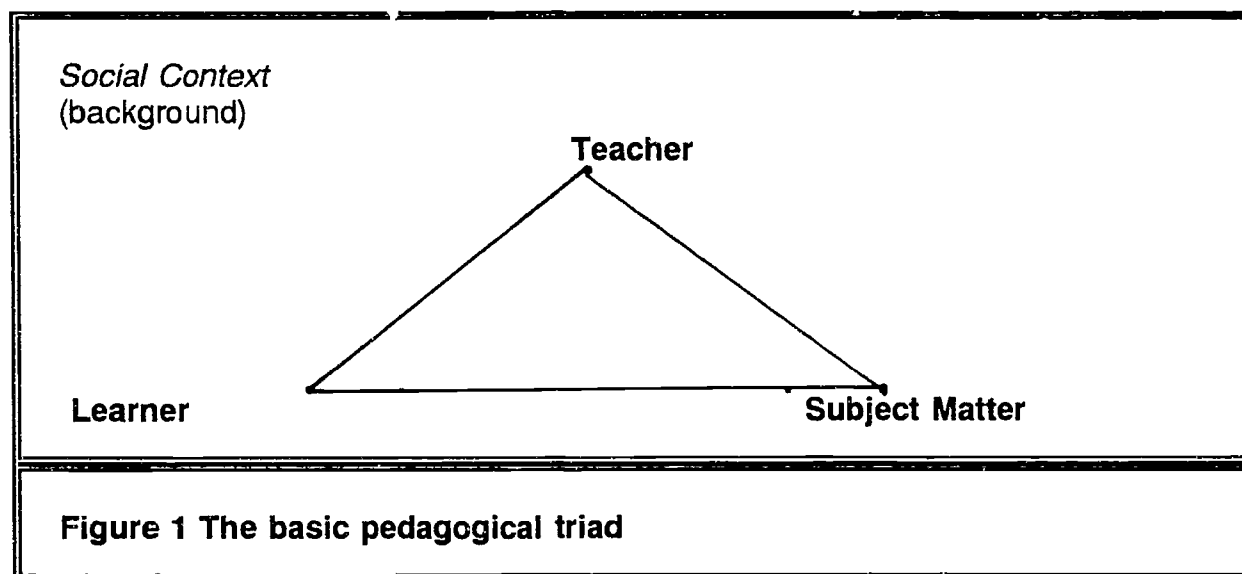 Social Context
(background)
Teacher
Learner
Subject Matter
Figure 1 The basic pedagogical triad